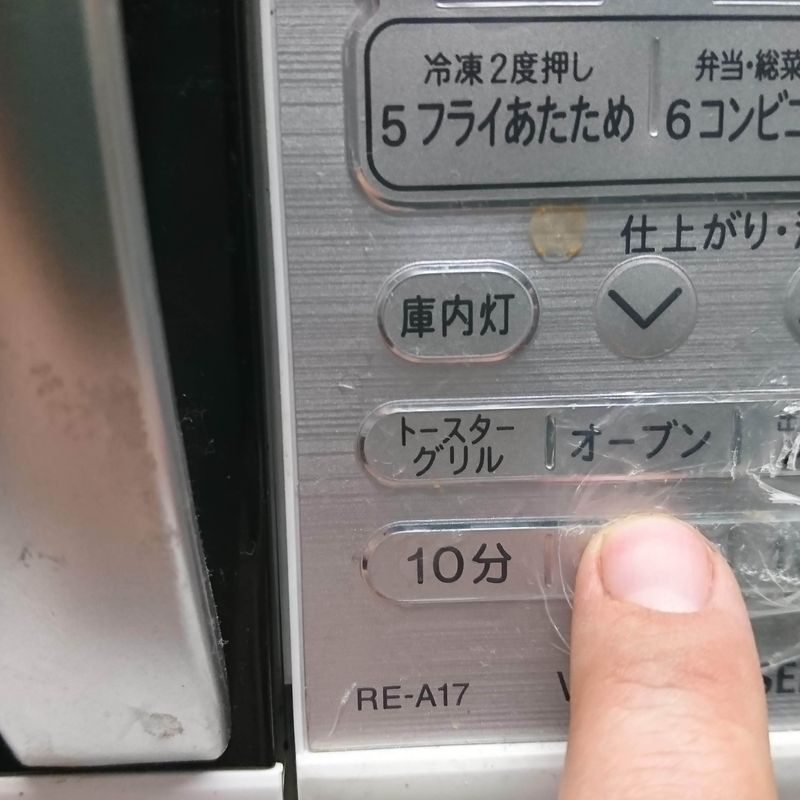 冷凍2度押し
5フライあたため
弁当・総菜
6コンビニ
仕上がり・
庫内灯
トースター
グリル
オーブン
10分
RE-A17